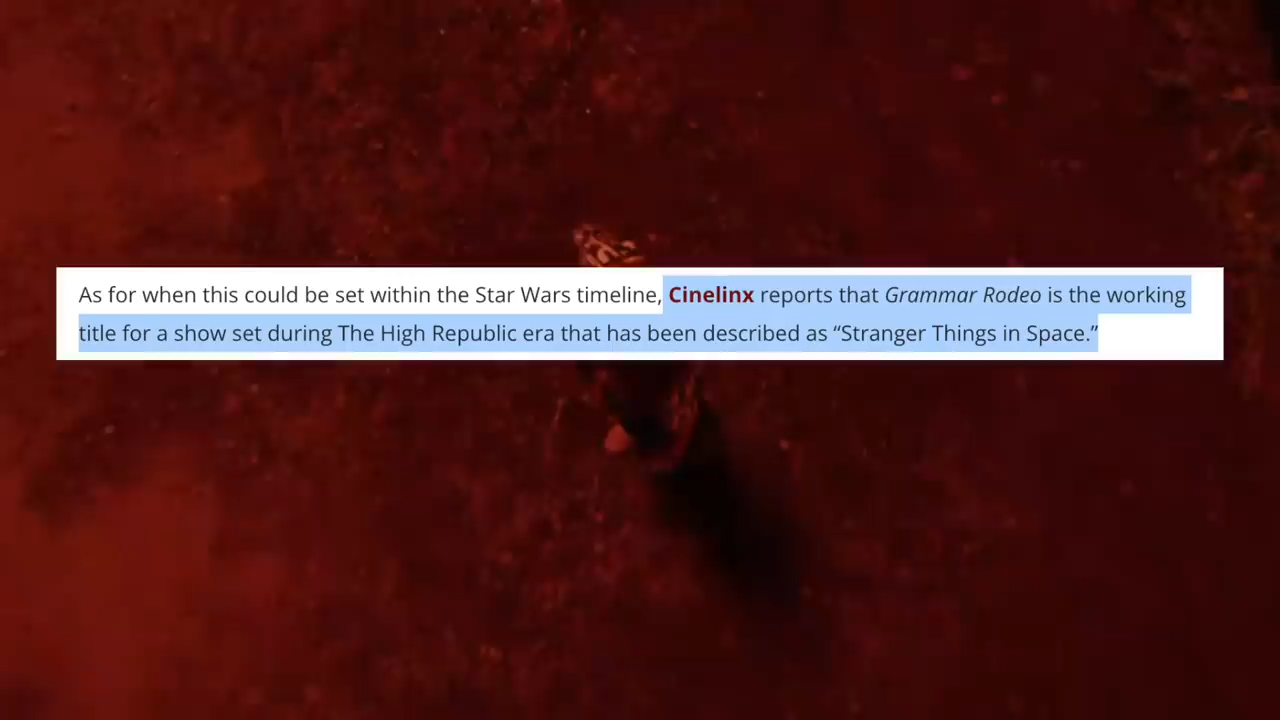 As for when this could be set within the Star Wars timeline, Cinelinx reports that Grammar Rodeo is the working
title for a show set during The High Republic era that has been described as “Stranger Things in Space.”